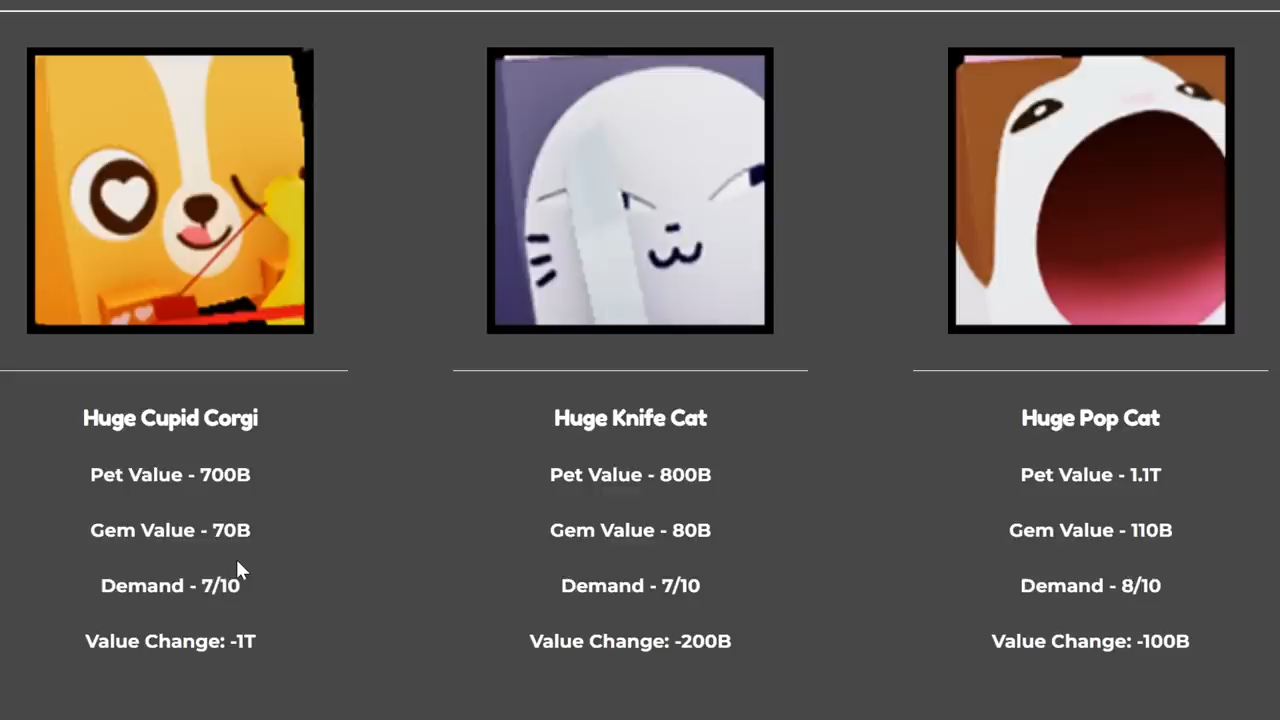 Huge Cupid Corgi
Pet Value - 700B
Gem Value - 70B
Demand - 7/10
Value Change: -1T
Huge Knife Cat
Pet Value - 800B
Gem Value - 80B
Demand - 7/10
Value Change: -200B
Huge Pop Cat
Pet Value - 1.1T
Gem Value - 110B
Demand - 8/10
Value Change: -100B